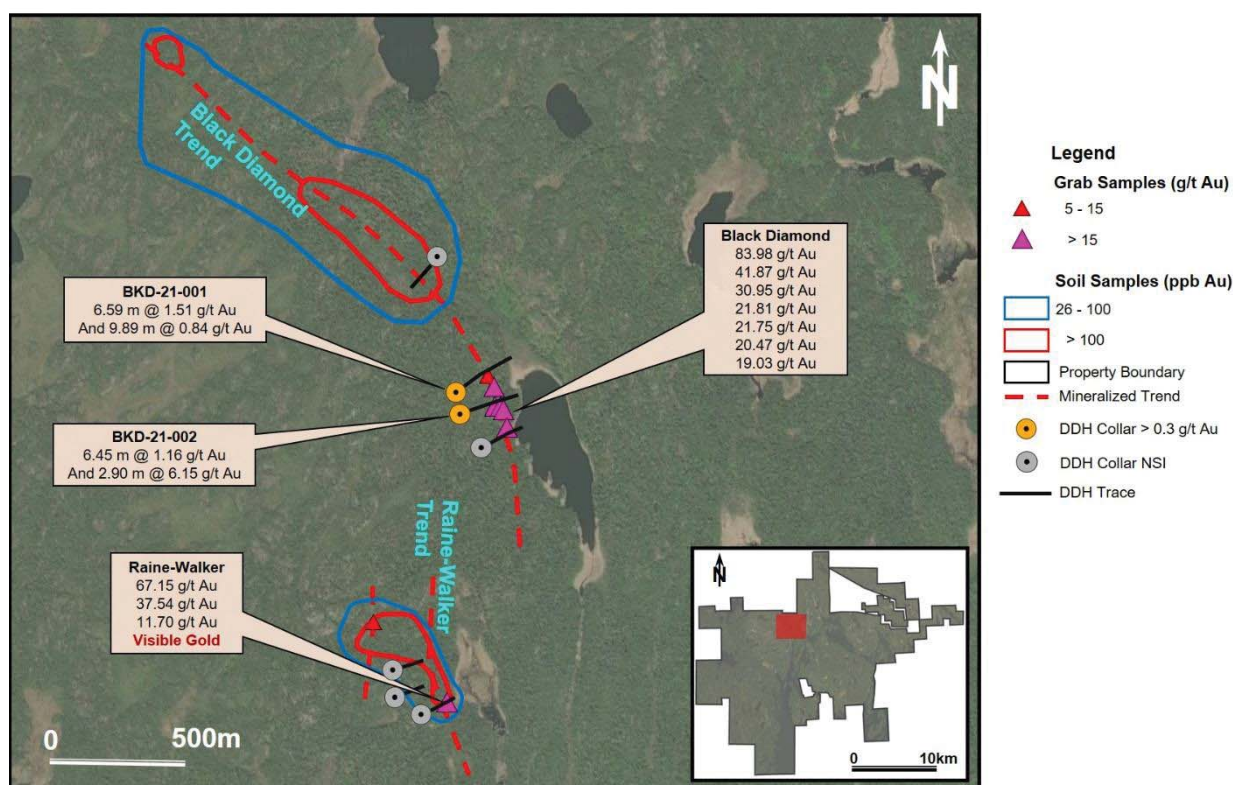 N
Black Diamond
Trend
Black Diamond
83.98 g/t Au
41.87 g/t Au
30.95 g/t Au
21.81 g/t Au
21.75 g/t Au
20.47 g/t Au
19.03 g/t Au
BKD-21-001
6.59 m @ 1.51 g/t Au
And 9.89 m @ 0.84 g/t Au
BKD-21-002
6.45 m @ 1.16 g/t Au
And 2.90 m @ 6.15 g/t Au
Raine-Walker
Trend
Raine-Walker
67.15 g/t Au
37.54 g/t Au
11.70 g/t Au
Visible Gold
0 500m
N
0 10km
Legend
Grab Samples (g/t Au)
5 - 15
> 15
Soil Samples (ppb Au)
26 - 100
> 100
Property Boundary
Mineralized Trend
DDH Collar > 0.3 g/t Au
DDH Collar NSI
DDH Trace